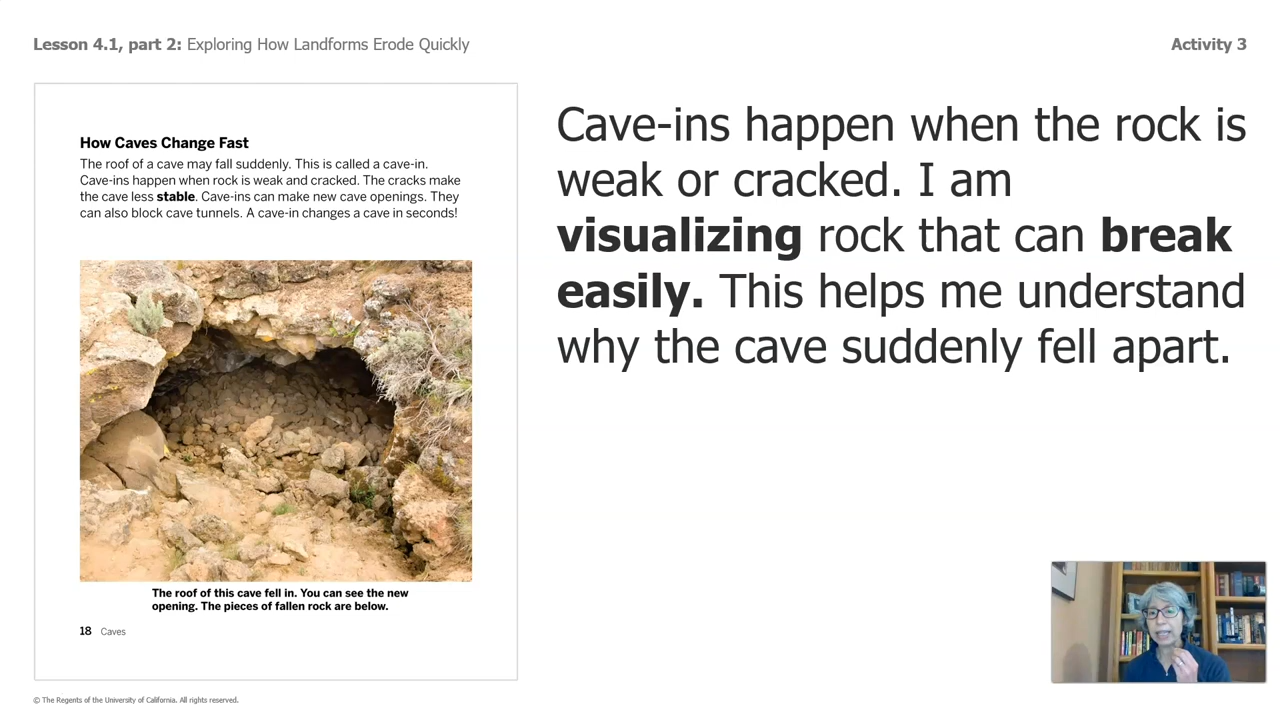 Lesson 4.1, part 2: Exploring How Landforms Erode Quickly
Activity 3
How Caves Change Fast
The roof of a cave may fall suddenly. This is called a cave-in.
Cave-ins happen when rock is weak and cracked. The cracks make
the cave less stable. Cave-ins can make new cave openings. They
can also block cave tunnels. A cave-in changes a cave in seconds!
The roof of this cave fell in. You can see the new
opening. The pieces of fallen rock are below.
18 Caves
Cave-ins happen when the rock is
weak or cracked. I am
visualizing rock that can break
easily. This helps me understand
why the cave suddenly fell apart.
© The Regents of the University of California. All rights reserved.